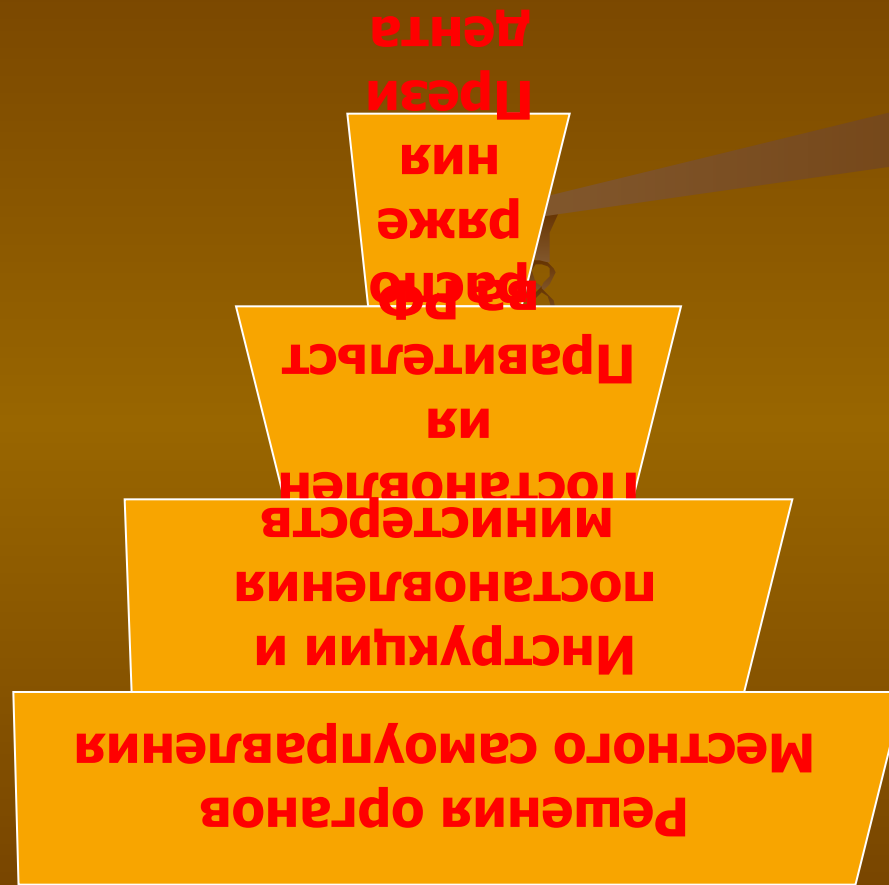 Решения органов
Местного самоуправления
Инструкции и
постановления
министерств
постановлен
ия
Правительст
ва РФ
распо
ряже
ния
Прези
дента